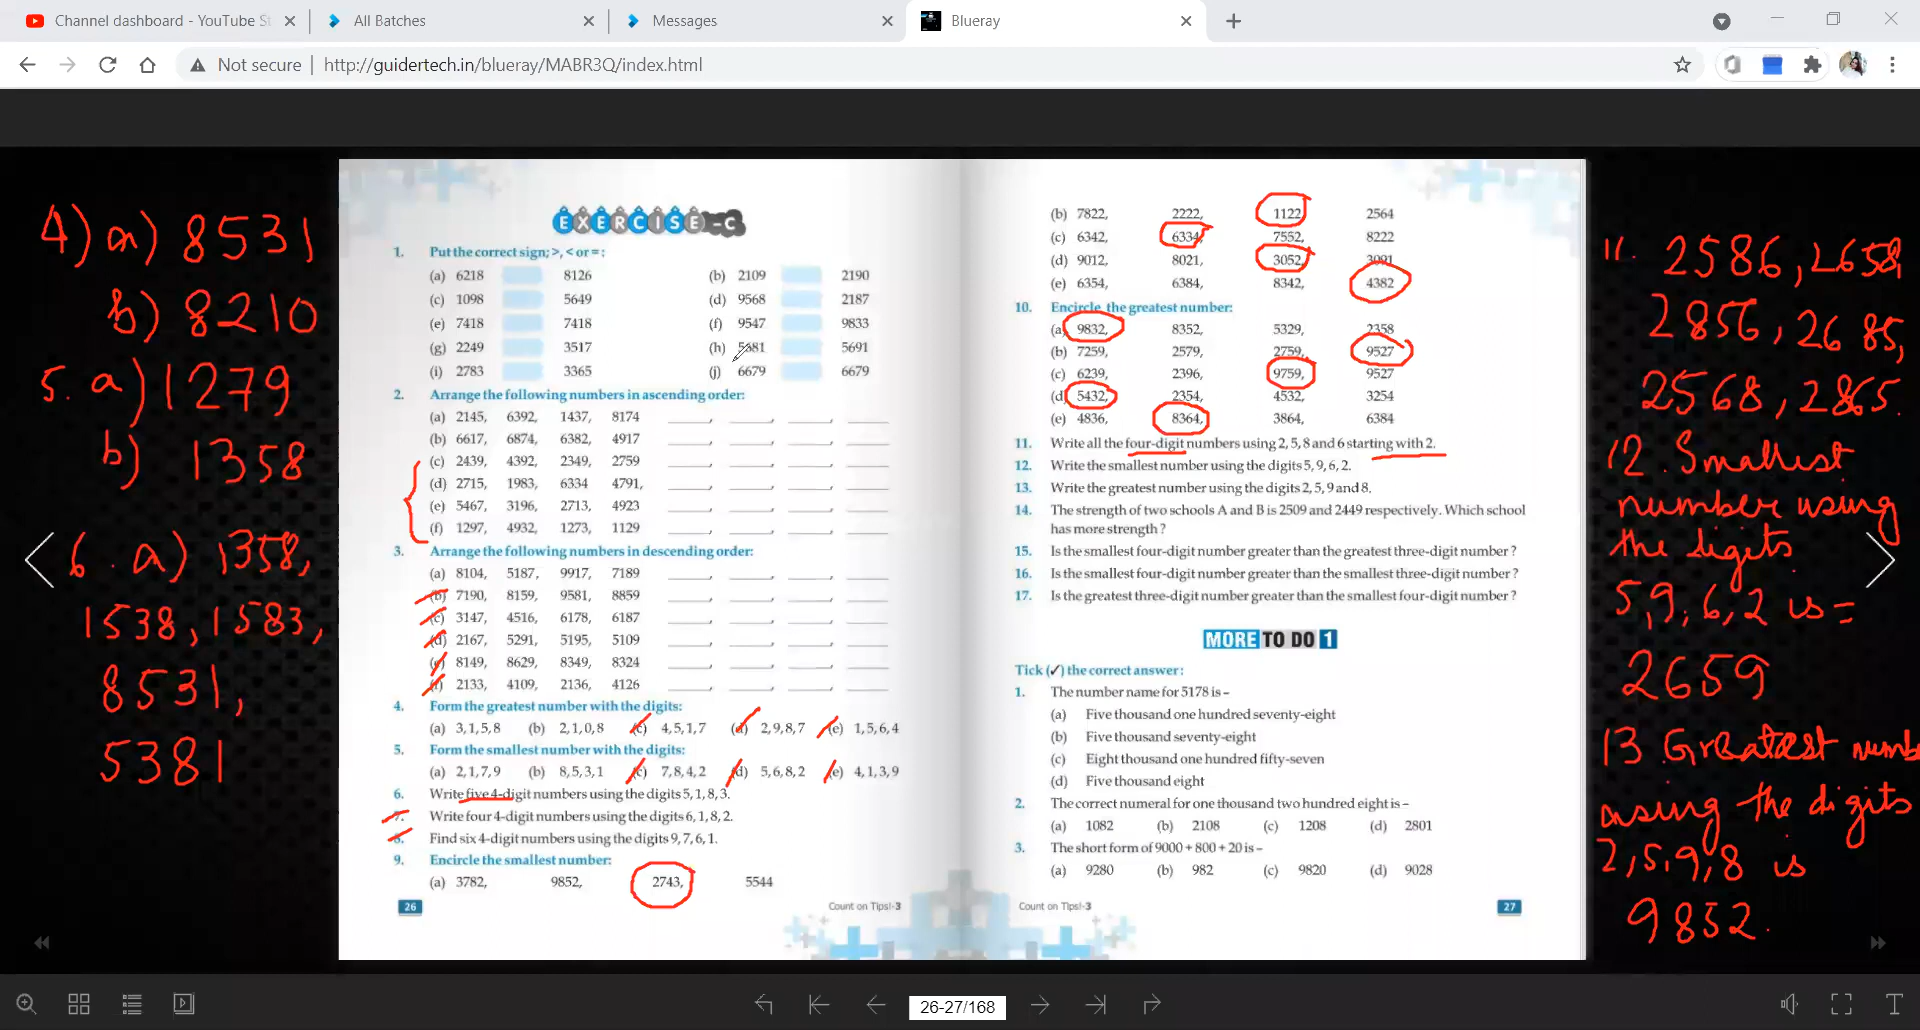 Channel dashboard - YouTube St
All Batches
Messages
Blueray
Not secure | http://guidertech.in/blueray/MABR3Q/index.html
4) a) 8531
b) 8210
5. a) 1279
b) 1358
6. a) 1358,
1538, 1583,
8531,
5381
EXERCISE-C
1. Put the correct sign; >, < or = :
(a) 6218 8126 (b) 2109 2190
(c) 1098 5649 (d) 9568 2187
(e) 7418 7418 (f) 9547 9833
(g) 2249 3517 (h) 5681 5691
(i) 2783 3365 (j) 6679 6679
2. Arrange the following numbers in ascending order:
(a) 2145, 6392, 1437, 8174
(b) 6617, 6874, 6382, 4917
(c) 2439, 4392, 2349, 2759
(d) 2715, 1983, 6334 4791,
(e) 5467, 3196, 2713, 4923
(f) 1297, 4932, 1273, 1129
3. Arrange the following numbers in descending order:
(a) 8104, 5187, 9917, 7189
(b) 7190, 8159, 9581, 8859
(c) 3147, 4516, 6178, 6187
(d) 2167, 5291, 5195, 5109
(e) 8149, 8629, 8349, 8324
(f) 2133, 4109, 2136, 4126
4. Form the greatest number with the digits:
(a) 3,1,5,8 (b) 2,1,0,8 (c) 4,5,1,7 (d) 2,9,8,7 (e) 1,5,6,4
5. Form the smallest number with the digits:
(a) 2,1,7,9 (b) 8,5,3,1 (c) 7,8,4,2 (d) 5,6,8,2 (e) 4,1,3,9
6. Write five 4-digit numbers using the digits 5,1,8,3.
7. Write four 4-digit numbers using the digits 6,1,8,2.
8. Find six 4-digit numbers using the digits 9,7,6,1.
9. Encircle the smallest number:
(a) 3782, 9852, 2743, 5544
26
Count on Tips!-3
(b) 7822, 2222, 1122 2564
(c) 6342, 6334, 7552, 8222
(d) 9012, 8021, 3052, 3091
(e) 6354, 6384, 8342, 4382
10. Encircle the greatest number:
(a) 9832, 8352, 5329, 2358
(b) 7259, 2579, 2759, 9527
(c) 6239, 2396, 9759, 9527
(d) 5432, 2354, 4532, 3254
(e) 4836, 8364, 3864, 6384
11. Write all the four-digit numbers using 2, 5, 8 and 6 starting with 2.
12. Write the smallest number using the digits 5, 9, 6, 2.
13. Write the greatest number using the digits 2, 5, 9 and 8.
14. The strength of two schools A and B is 2509 and 2449 respectively. Which school
has more strength ?
15. Is the smallest four-digit number greater than the greatest three-digit number ?
16. Is the smallest four-digit number greater than the smallest three-digit number ?
17. Is the greatest three-digit number greater than the smallest four-digit number ?
MORE TO DO 1
Tick (✓) the correct answer :
1. The number name for 5178 is –
(a) Five thousand one hundred seventy-eight
(b) Five thousand seventy-eight
(c) Eight thousand one hundred fifty-seven
(d) Five thousand eight
2. The correct numeral for one thousand two hundred eight is –
(a) 1082 (b) 2108 (c) 1208 (d) 2801
3. The short form of 9000 + 800 + 20 is –
(a) 9280 (b) 982 (c) 9820 (d) 9028
Count on Tips!-3
27
11. 2586, 2658,
2856, 2685,
2568, 2865.
12. Smallest
number using
the digits
5,9,6,2 is =
2659
13. Greatest numb
using the digits
2,5,9,8 is
9852.
26-27/168